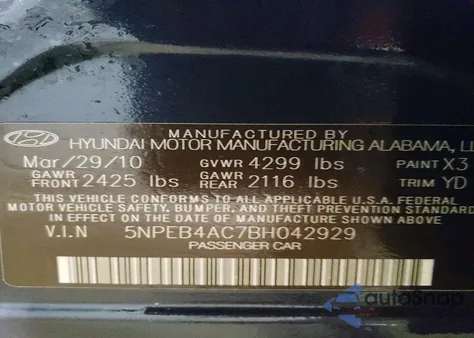 MANUFACTURED BY
HYUNDAI MOTOR MANUFACTURING ALABAMA,
Mar/29/10 GVWR 4299 lbs PAINT X3
GAWR FRONT 2425 lbs GAWR REAR 2116 lbs TRIM YD
THIS VEHICLE CONFORMS TO ALL APPLICABLE U.S. FEDERAL
MOTOR VEHICLE SAFETY, BUMPER, AND THEFT PREVENTION STANDARDS
IN EFFECT ON THE DATE OF MANUFACTURE SHOWN ABOVE
V.I.N 5NPEB4AC7BH042929
PASSENGER CAR
autoSnap